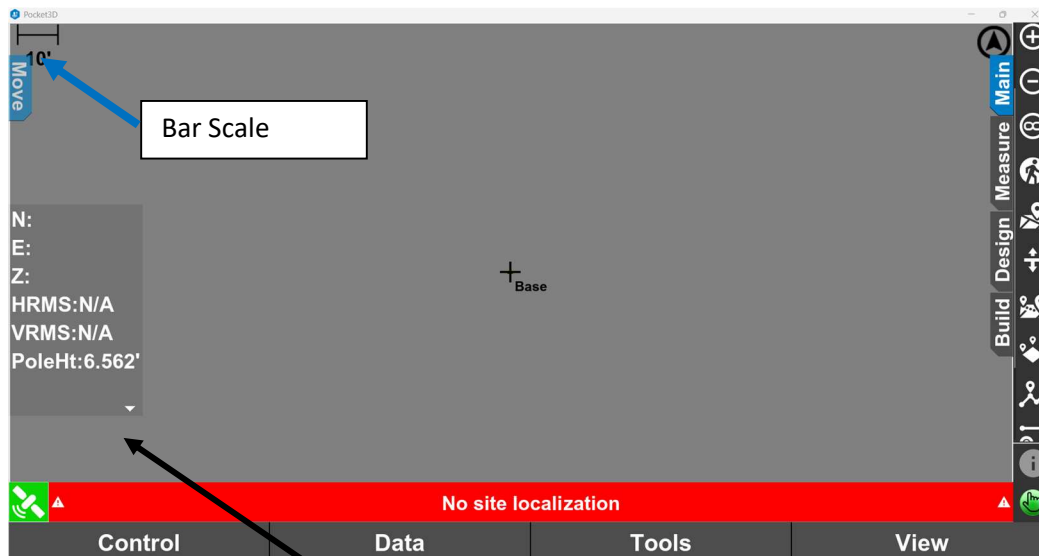 Pocket3D
10'
Move
Bar Scale
Main
Measure
Design
Build
N:
E:
Z:
HRMS:N/A
VRMS:N/A
PoleHt:6.562'
Base
No site localization
Control
Data
Tools
View